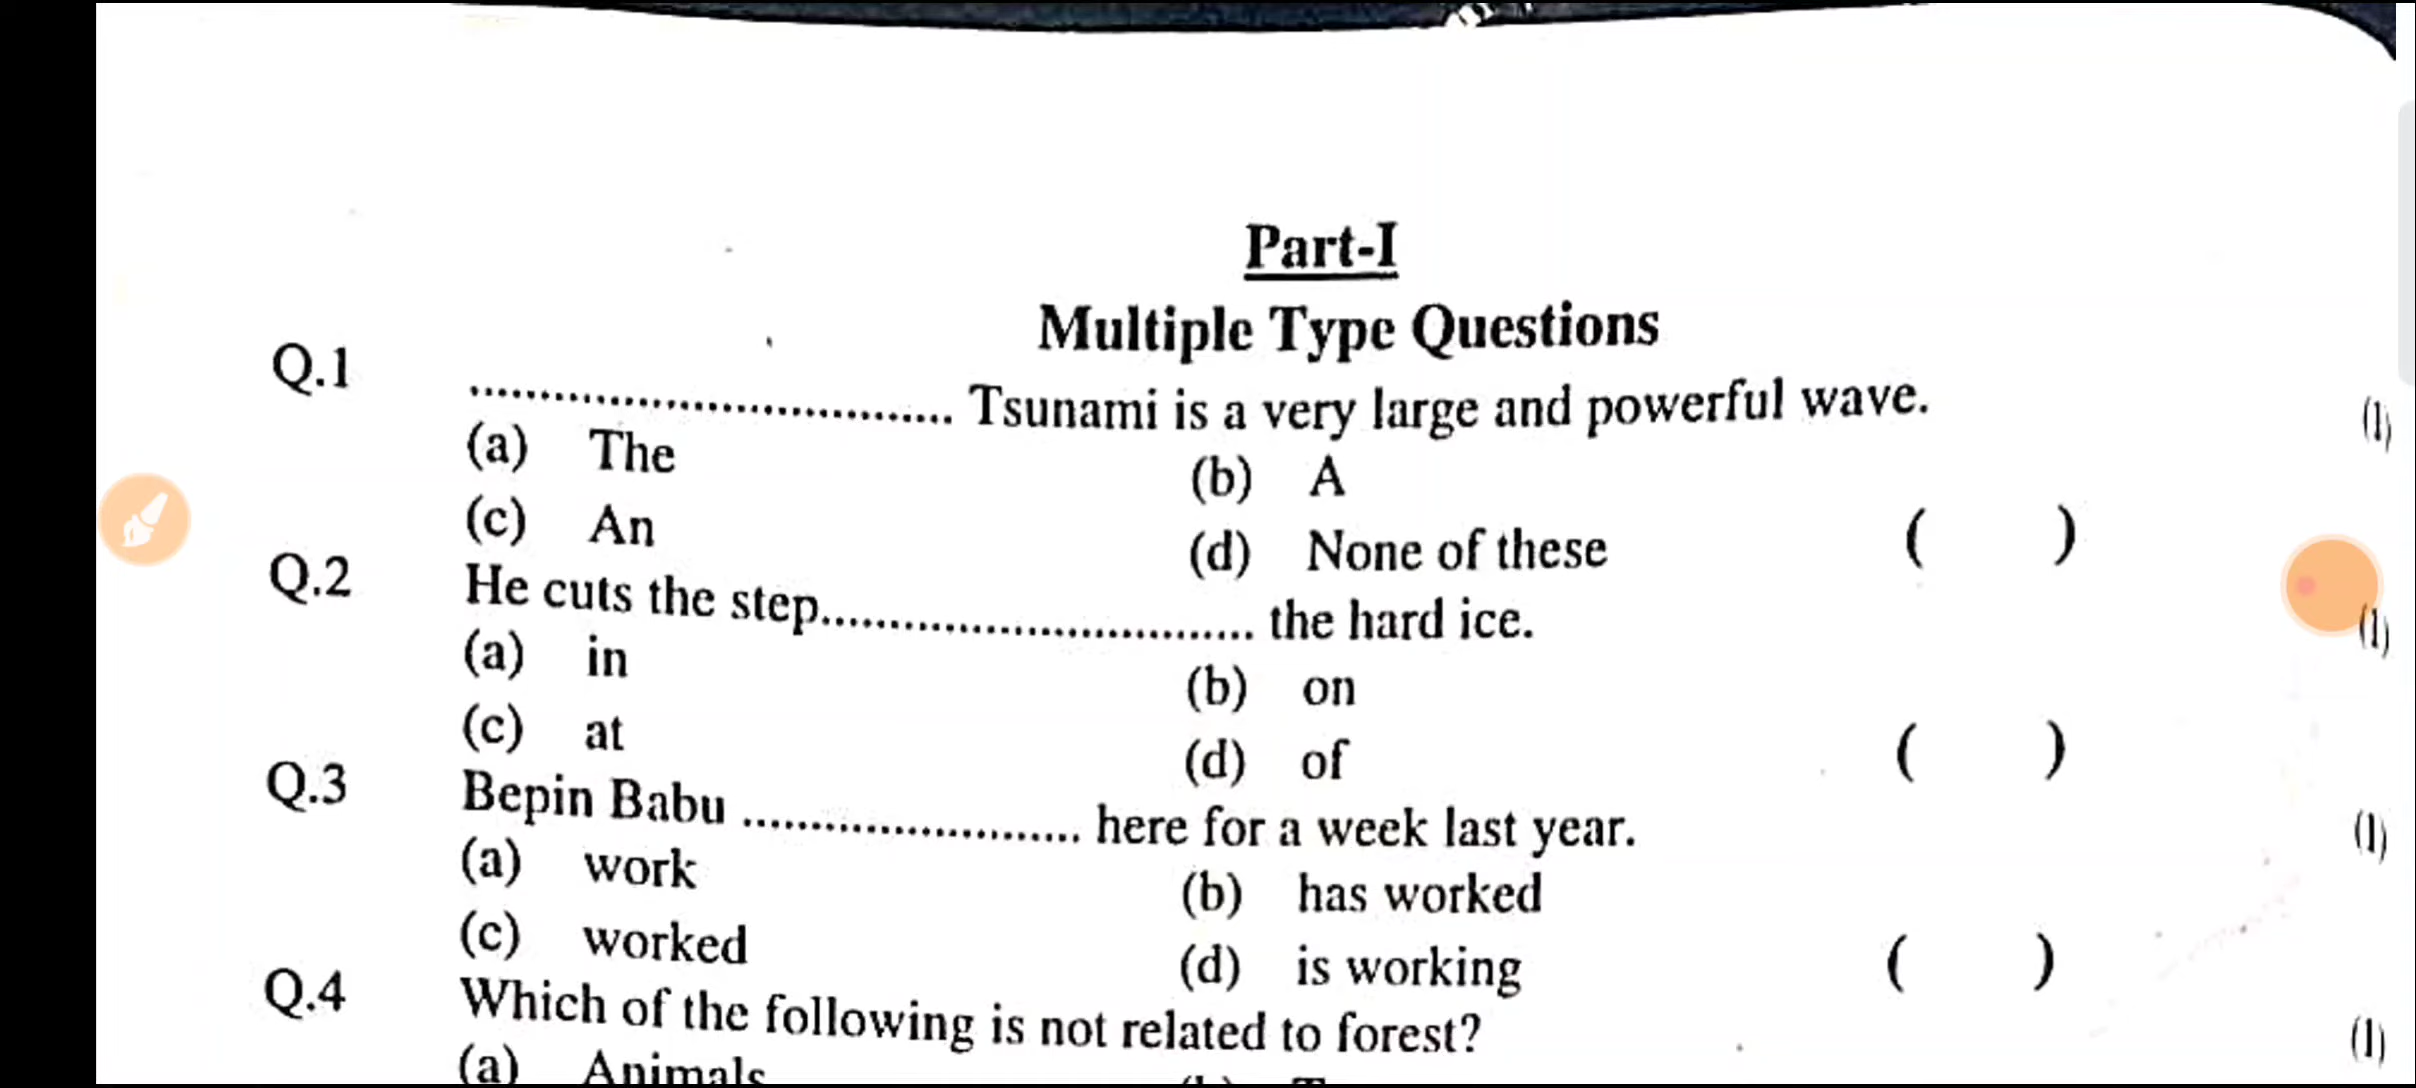 Part-I
Multiple Type Questions
Q.1 .................................. Tsunami is a very large and powerful wave. (1)
(a) The (b) A
(c) An (d) None of these ( )
Q.2 He cuts the step............................... the hard ice. (1)
(a) in (b) on
(c) at (d) of ( )
Q.3 Bepin Babu ........................ here for a week last year. (1)
(a) work (b) has worked
(c) worked (d) is working ( )
Q.4 Which of the following is not related to forest? (1)
(a) Animals